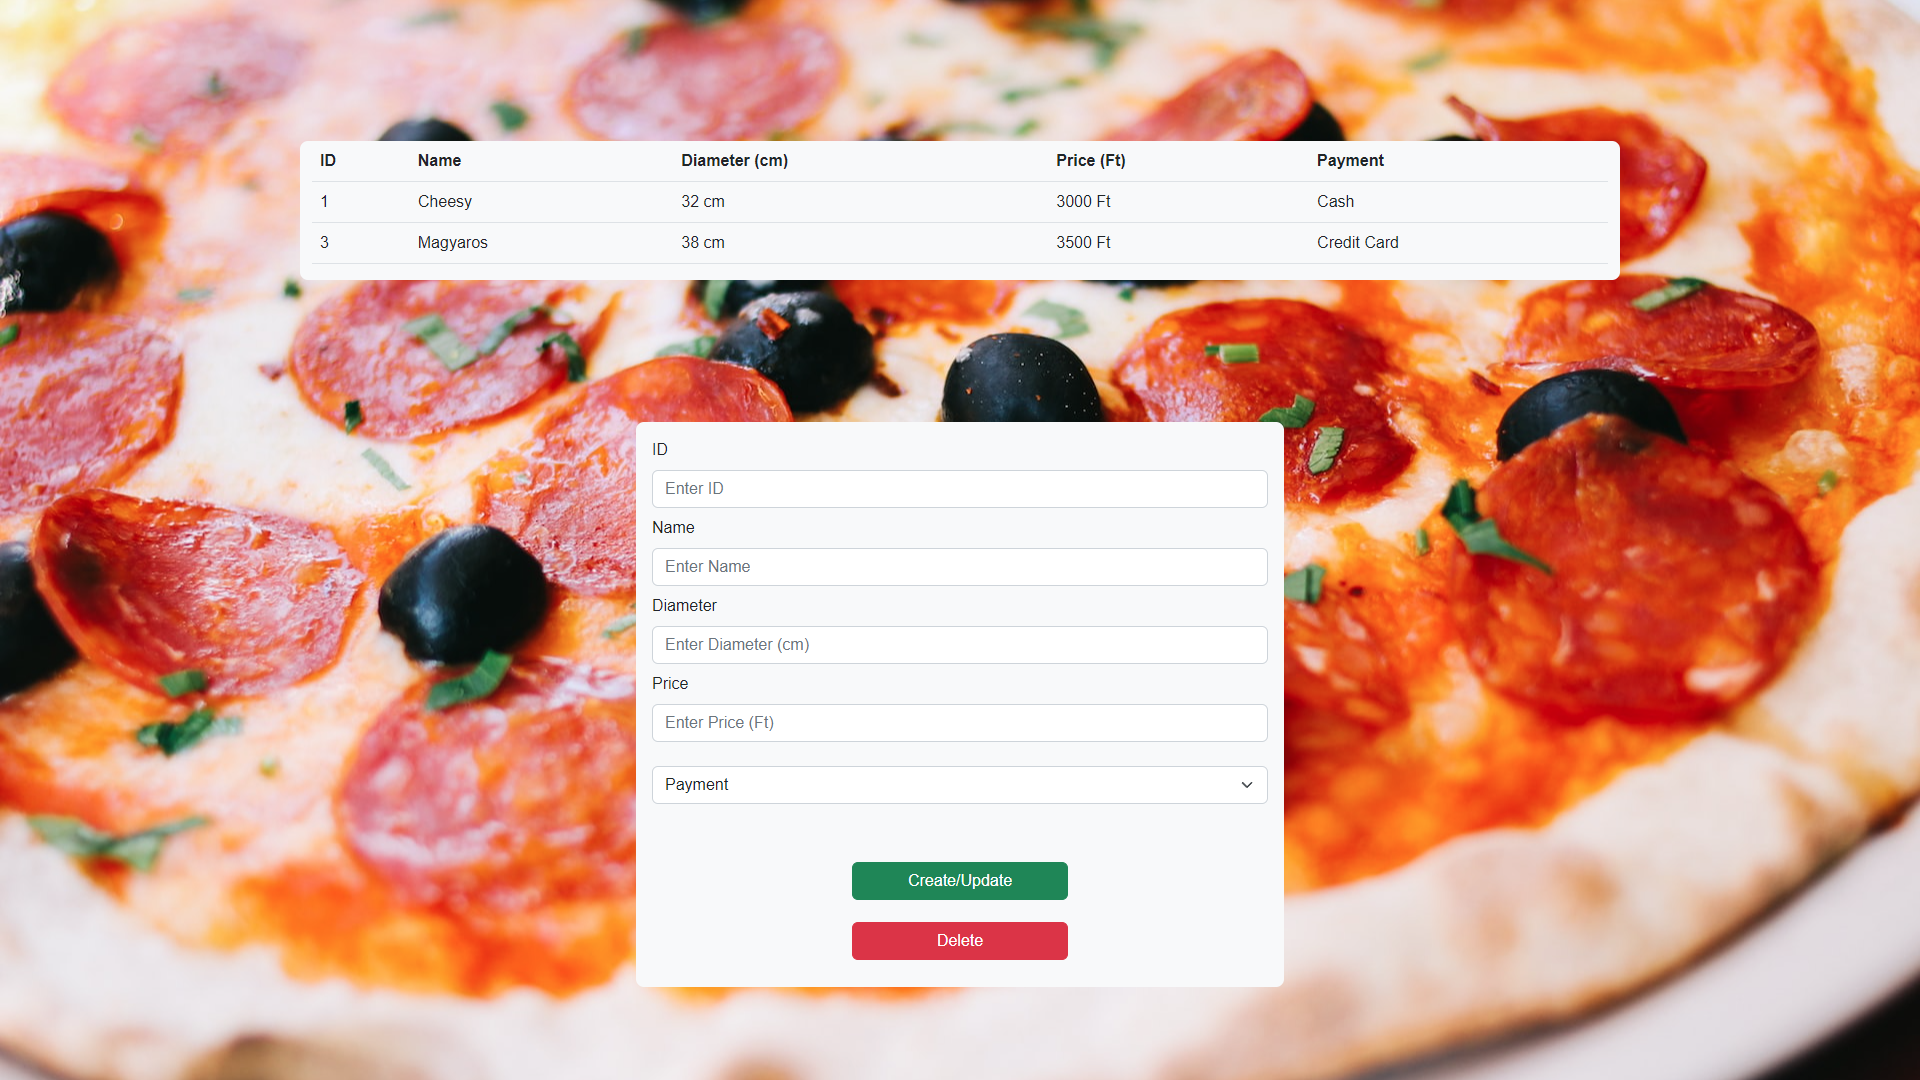 ID Name Diameter (cm) Price (Ft) Payment
1 Cheesy 32 cm 3000 Ft Cash
3 Magyaros 38 cm 3500 Ft Credit Card
ID
Enter ID
Name
Enter Name
Diameter
Enter Diameter (cm)
Price
Enter Price (Ft)
Payment
Create/Update
Delete